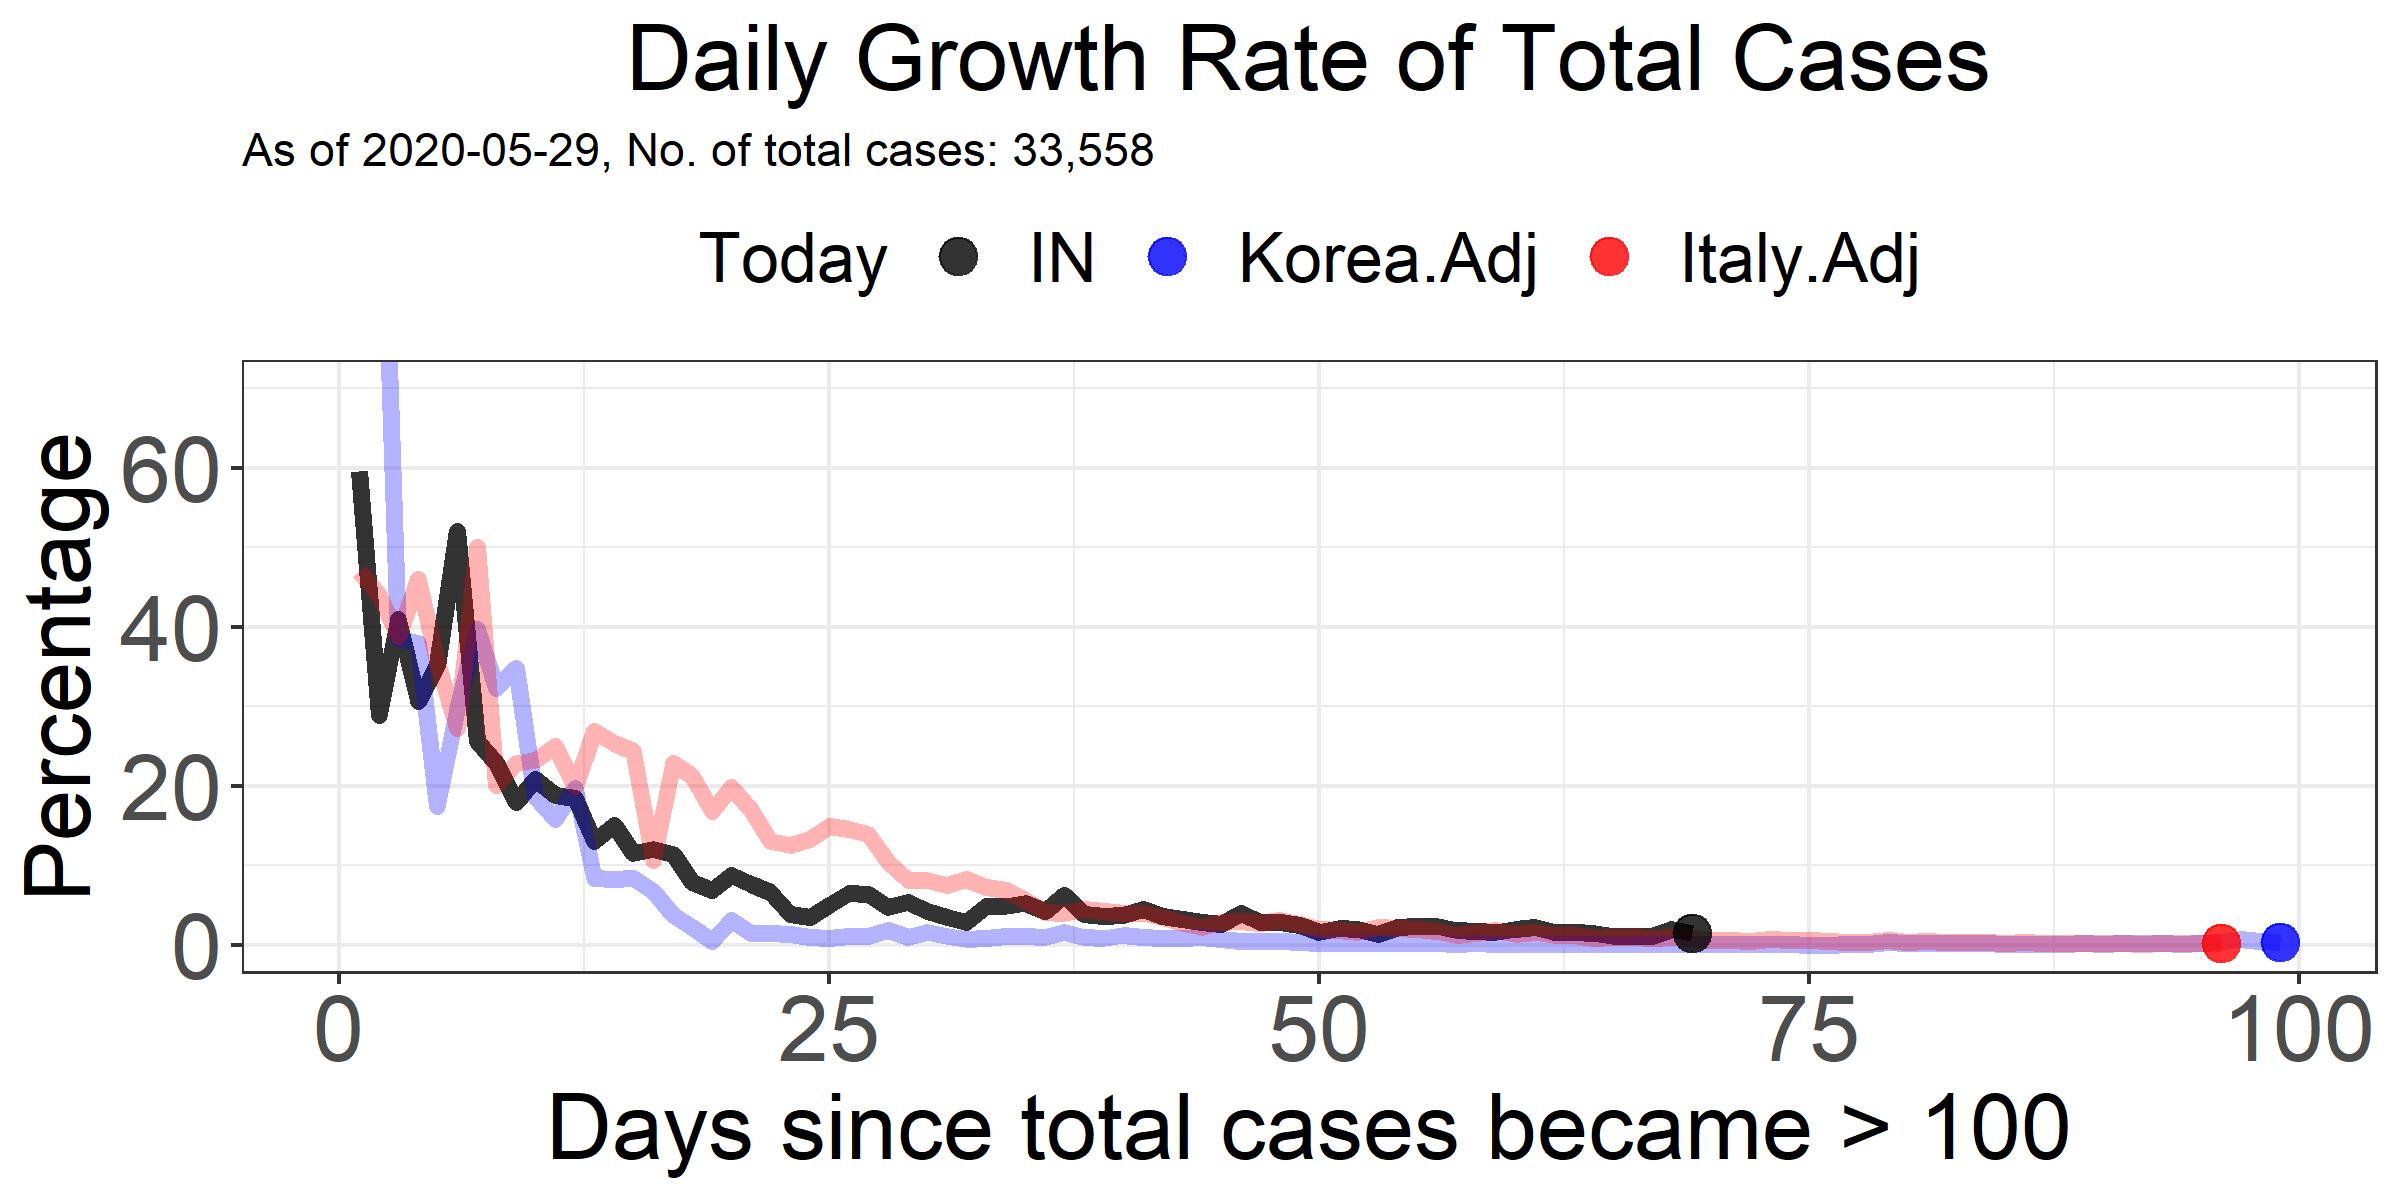 Daily Growth Rate of Total Cases
As of 2020-05-29, No. of total cases: 33,558
Today IN Korea.Adj Italy.Adj
Percentage
60
40
20
0
0 25 50 75 100
Days since total cases became > 100